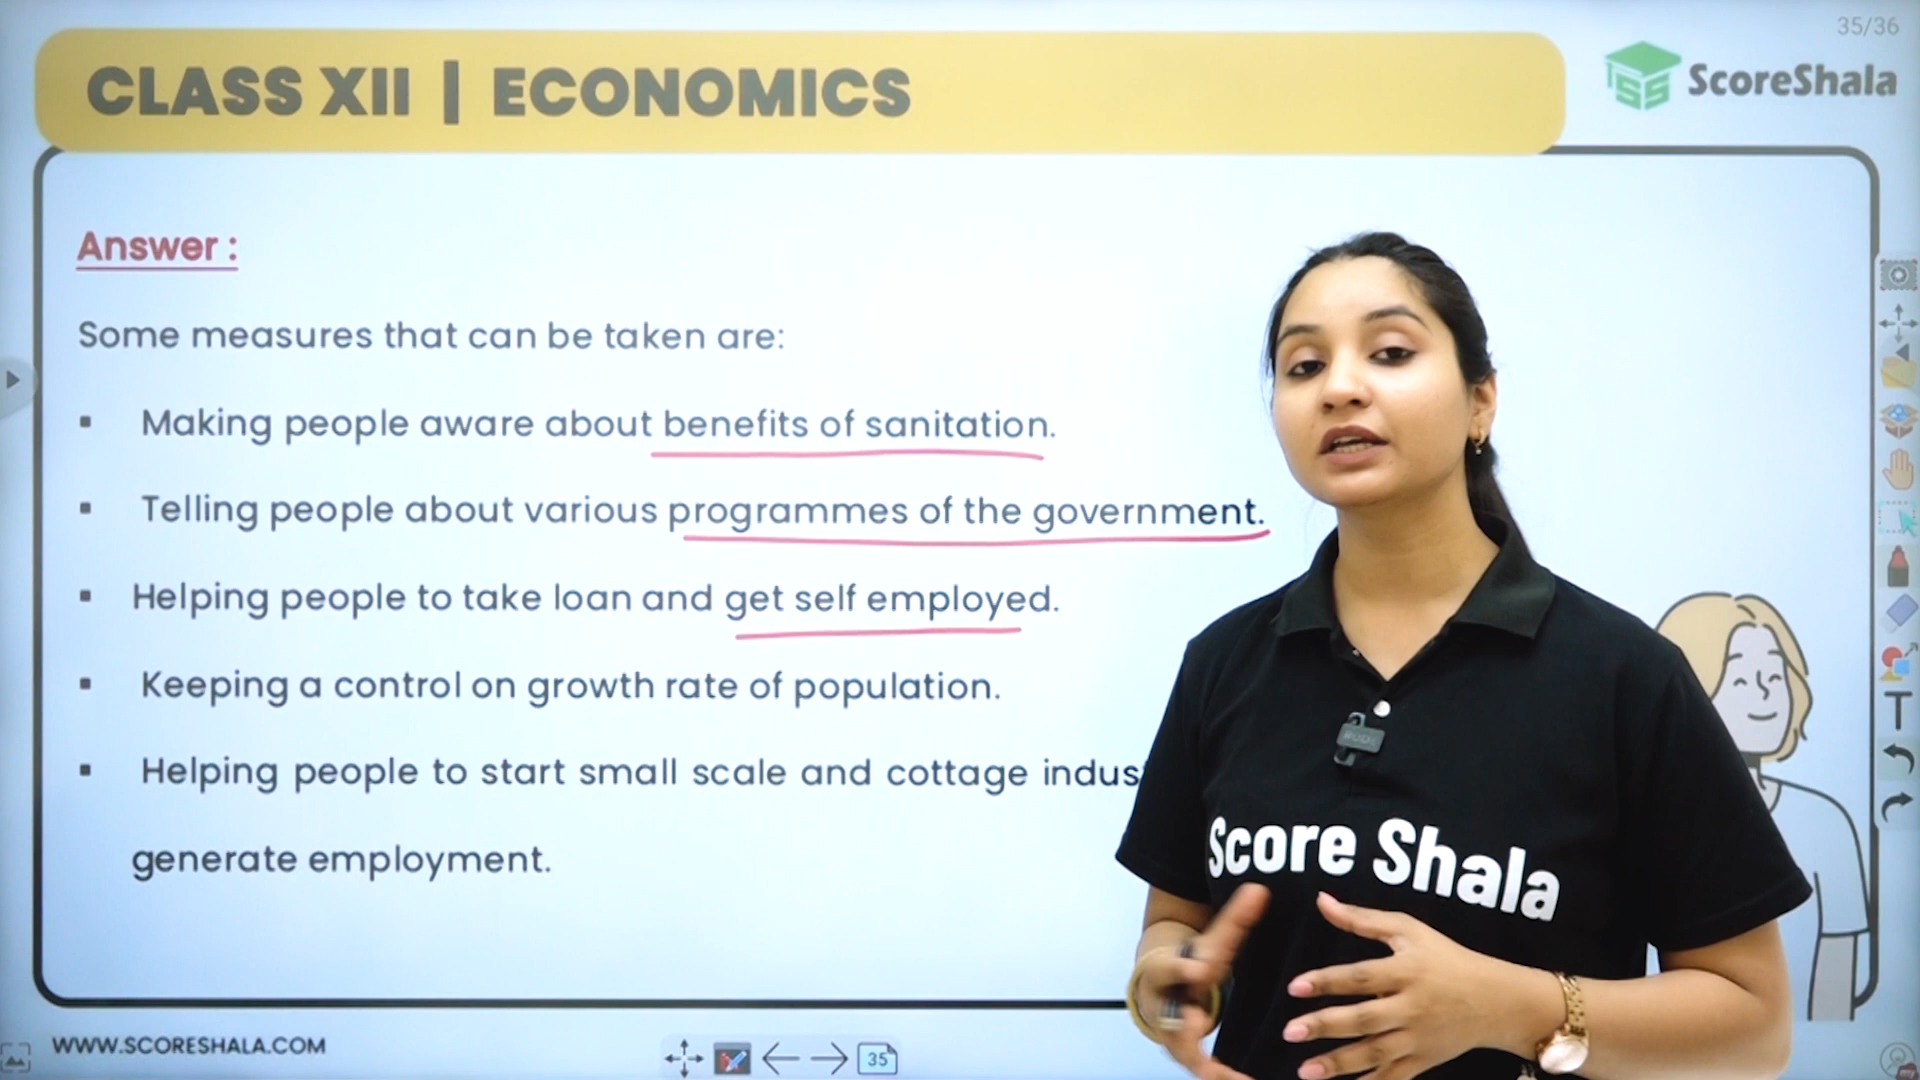 35/36
CLASS XII | ECONOMICS
ScoreShala
Answer :
Some measures that can be taken are:
▪ Making people aware about benefits of sanitation.
▪ Telling people about various programmes of the government.
▪ Helping people to take loan and get self employed.
▪ Keeping a control on growth rate of population.
▪ Helping people to start small scale and cottage indus
generate employment.
RODE
Score Shala
WWW.SCORESHALA.COM
35